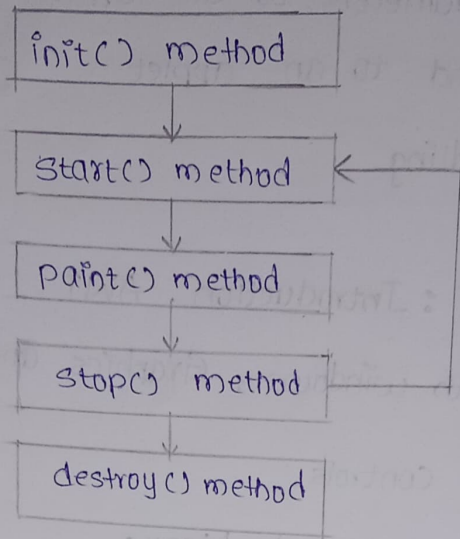 init() method
start() method
paint() method
stop() method
destroy() method